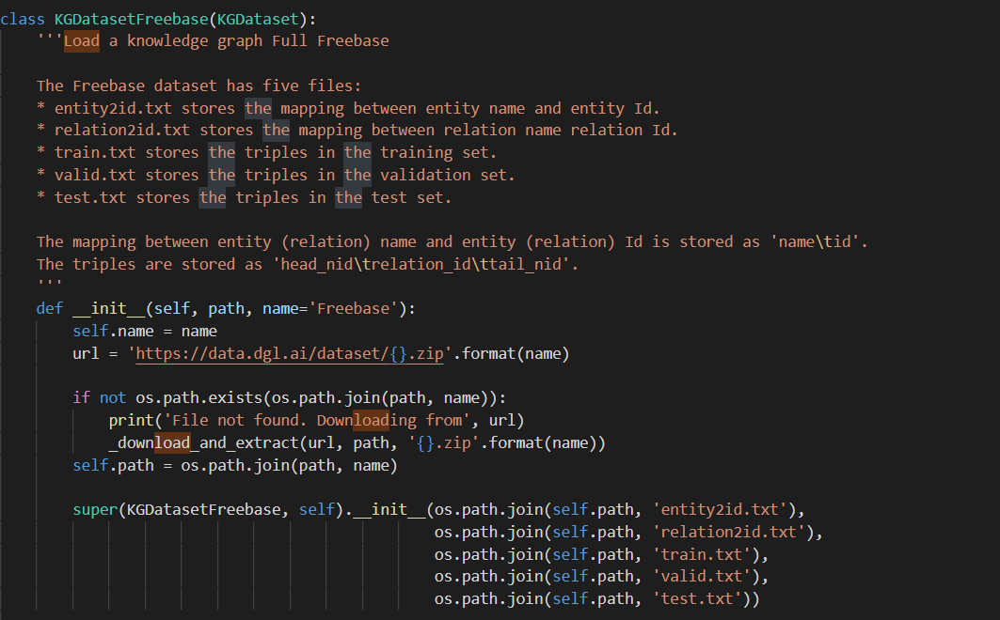 class KGDatasetFreebase(KGDataset):
    '''Load a knowledge graph Full Freebase

    The Freebase dataset has five files:
    * entity2id.txt stores the mapping between entity name and entity Id.
    * relation2id.txt stores the mapping between relation name relation Id.
    * train.txt stores the triples in the training set.
    * valid.txt stores the triples in the validation set.
    * test.txt stores the triples in the test set.

    The mapping between entity (relation) name and entity (relation) Id is stored as 'name\tid'.
    The triples are stored as 'head_nid\trelation_id\ttail_nid'.
    '''
    def __init__(self, path, name='Freebase'):
        self.name = name
        url = 'https://data.dgl.ai/dataset/{}.zip'.format(name)

        if not os.path.exists(os.path.join(path, name)):
            print('File not found. Downloading from', url)
            _download_and_extract(url, path, '{}.zip'.format(name))
        self.path = os.path.join(path, name)

        super(KGDatasetFreebase, self).__init__(os.path.join(self.path, 'entity2id.txt'),
                                                os.path.join(self.path, 'relation2id.txt'),
                                                os.path.join(self.path, 'train.txt'),
                                                os.path.join(self.path, 'valid.txt'),
                                                os.path.join(self.path, 'test.txt'))